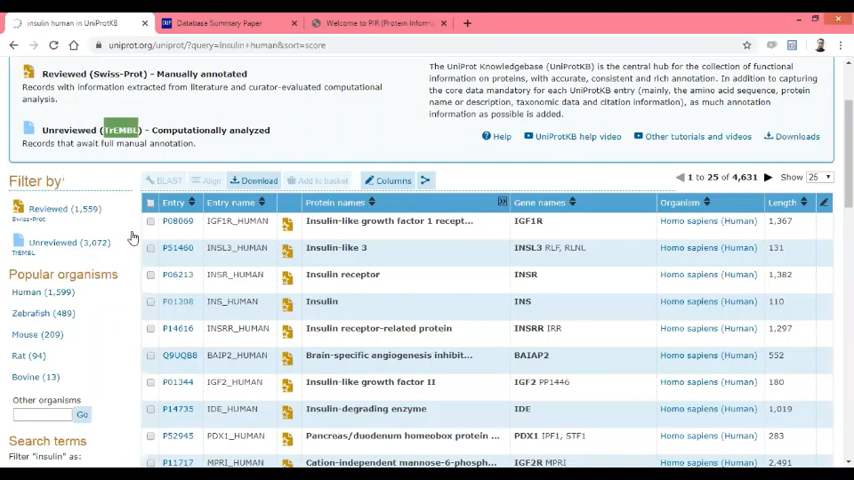 insulin human in UniProtKB
Database Summary Paper
Welcome to PIR (Protein Informa
uniprot.org/uniprot/?query=insulin+human&sort=score
Reviewed (Swiss-Prot) - Manually annotated
Records with information extracted from literature and curator-evaluated computational
analysis.
Unreviewed (TrEMBL) - Computationally analyzed
Records that await full manual annotation.
The UniProt Knowledgebase (UniProtKB) is the central hub for the collection of functional
information on proteins, with accurate, consistent and rich annotation. In addition to capturing
the core data mandatory for each UniProtKB entry (mainly, the amino acid sequence, protein
name or description, taxonomic data and citation information), as much annotation
information as possible is added.
Help UniProtKB help video Other tutorials and videos Downloads
Filter by
BLAST Align Download Add to basket Columns
1 to 25 of 4,631 Show 25
Reviewed (1,559)
Swiss-Prot
Unreviewed (3,072)
TrEMBL
Popular organisms
Human (1,599)
Zebrafish (489)
Mouse (209)
Rat (94)
Bovine (13)
Other organisms
Go
Search terms
Filter "insulin" as:
Entry Entry name Protein names Gene names Organism Length
P08069 IGF1R_HUMAN Insulin-like growth factor 1 recept... IGF1R Homo sapiens (Human) 1,367
P51460 INSL3_HUMAN Insulin-like 3 INSL3 RLF, RLNL Homo sapiens (Human) 131
P06213 INSR_HUMAN Insulin receptor INSR Homo sapiens (Human) 1,382
P01308 INS_HUMAN Insulin INS Homo sapiens (Human) 110
P14616 INSRR_HUMAN Insulin receptor-related protein INSRR IRR Homo sapiens (Human) 1,297
Q9UQB8 BAIP2_HUMAN Brain-specific angiogenesis inhibit... BAIAP2 Homo sapiens (Human) 552
P01344 IGF2_HUMAN Insulin-like growth factor II IGF2 PP1446 Homo sapiens (Human) 180
P14735 IDE_HUMAN Insulin-degrading enzyme IDE Homo sapiens (Human) 1,019
P52945 PDX1_HUMAN Pancreas/duodenum homeobox protein ... PDX1 IPF1, STF1 Homo sapiens (Human) 283
P11717 MPRI_HUMAN Cation-independent mannose-6-phosph... IGF2R MPRI Homo sapiens (Human) 2,491